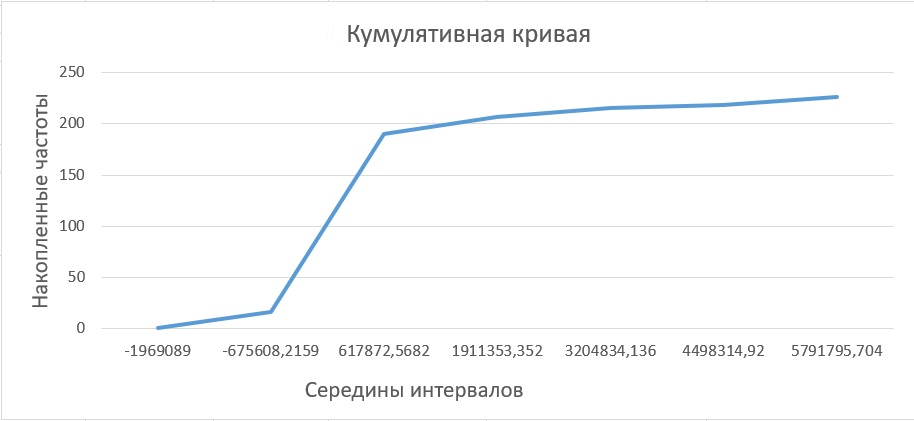 Кумулятивная кривая
Накопленные частоты
250
200
150
100
50
0
-1969089 -675608,2159 617872,5682 1911353,352 3204834,136 4498314,92 5791795,704
Середины интервалов